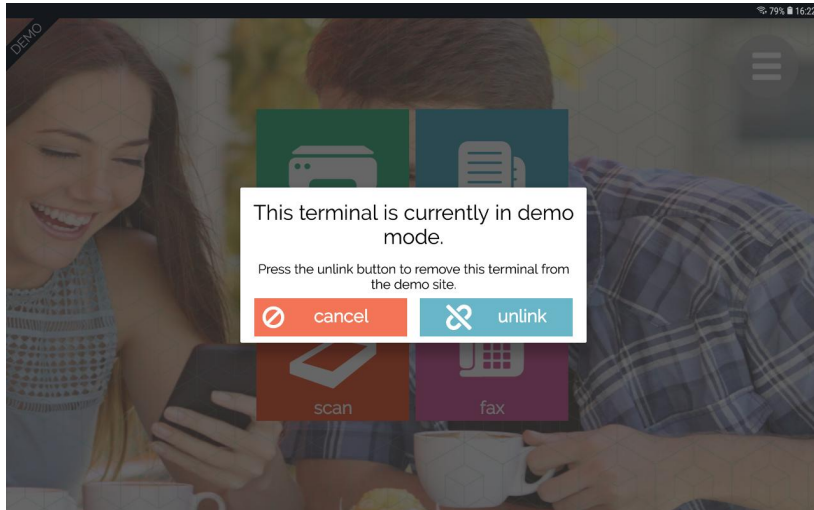 79% 16:22
DEMO
This terminal is currently in demo
mode.
Press the unlink button to remove this terminal from
the demo site.
cancel unlink
scan fax